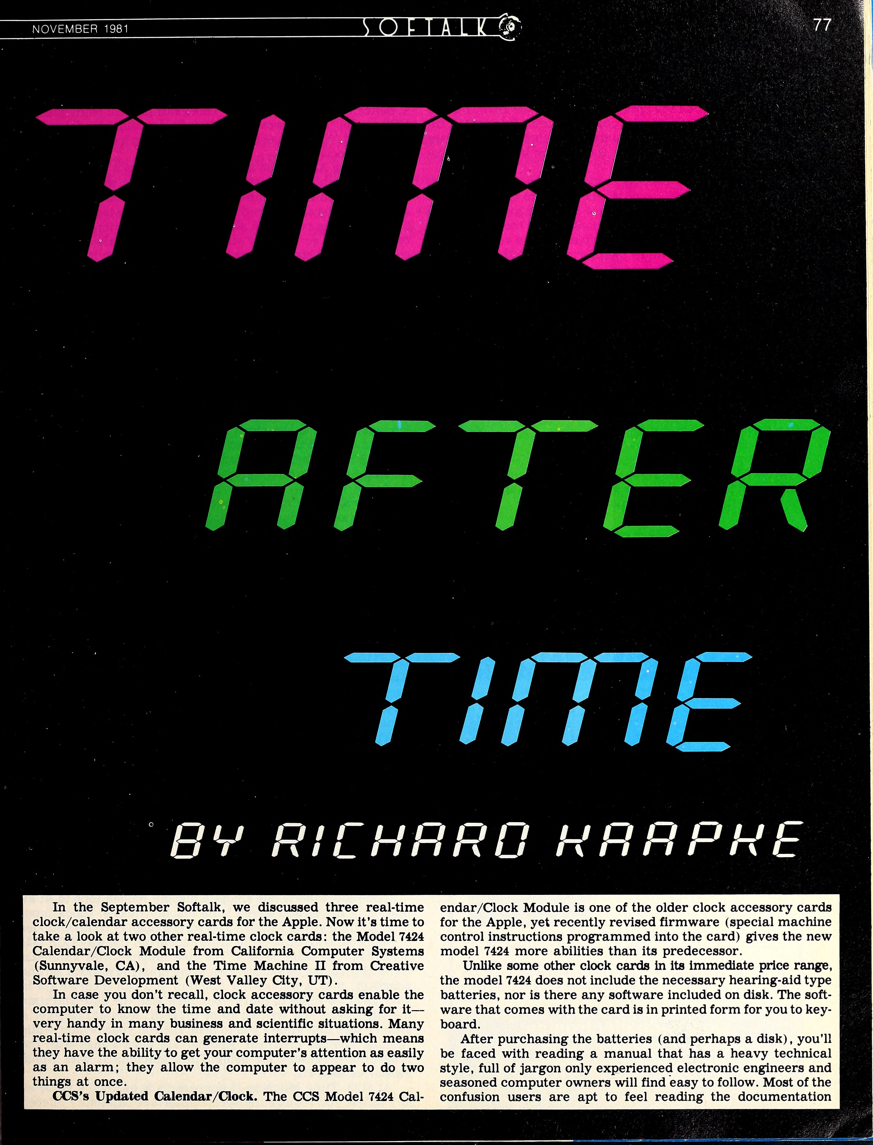 NOVEMBER 1981
SOFTALK
77
TIME
AFTER
TIME
BY RICHARD KAAPKE
In the September Softalk, we discussed three real-time
clock/calendar accessory cards for the Apple. Now it's time to
take a look at two other real-time clock cards: the Model 7424
Calendar/Clock Module from California Computer Systems
(Sunnyvale, CA), and the Time Machine II from Creative
Software Development (West Valley City, UT).
In case you don't recall, clock accessory cards enable the
computer to know the time and date without asking for it—
very handy in many business and scientific situations. Many
real-time clock cards can generate interrupts—which means
they have the ability to get your computer's attention as easily
as an alarm; they allow the computer to appear to do two
things at once.
CCS's Updated Calendar/Clock. The CCS Model 7424 Cal-
endar/Clock Module is one of the older clock accessory cards
for the Apple, yet recently revised firmware (special machine
control instructions programmed into the card) gives the new
model 7424 more abilities than its predecessor.
Unlike some other clock cards in its immediate price range,
the model 7424 does not include the necessary hearing-aid type
batteries, nor is there any software included on disk. The soft-
ware that comes with the card is in printed form for you to key-
board.
After purchasing the batteries (and perhaps a disk), you'll
be faced with reading a manual that has a heavy technical
style, full of jargon only experienced electronic engineers and
seasoned computer owners will find easy to follow. Most of the
confusion users are apt to feel reading the documentation